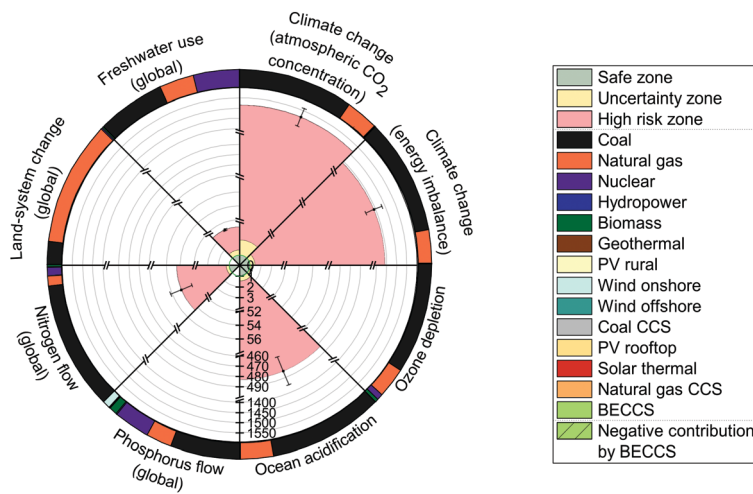 Climate change
(atmospheric CO2
concentration)
Climate change
(energy imbalance)
Ozone depletion
Ocean acidification
Phosphorus flow
(global)
Nitrogen flow
(global)
Land-system change
(global)
Freshwater use
(global)
0
2
3
52
54
56
460
470
480
490
1400
1450
1500
1550
Safe zone
Uncertainty zone
High risk zone
Coal
Natural gas
Nuclear
Hydropower
Biomass
Geothermal
PV rural
Wind onshore
Wind offshore
Coal CCS
PV rooftop
Solar thermal
Natural gas CCS
BECCS
Negative contribution
by BECCS